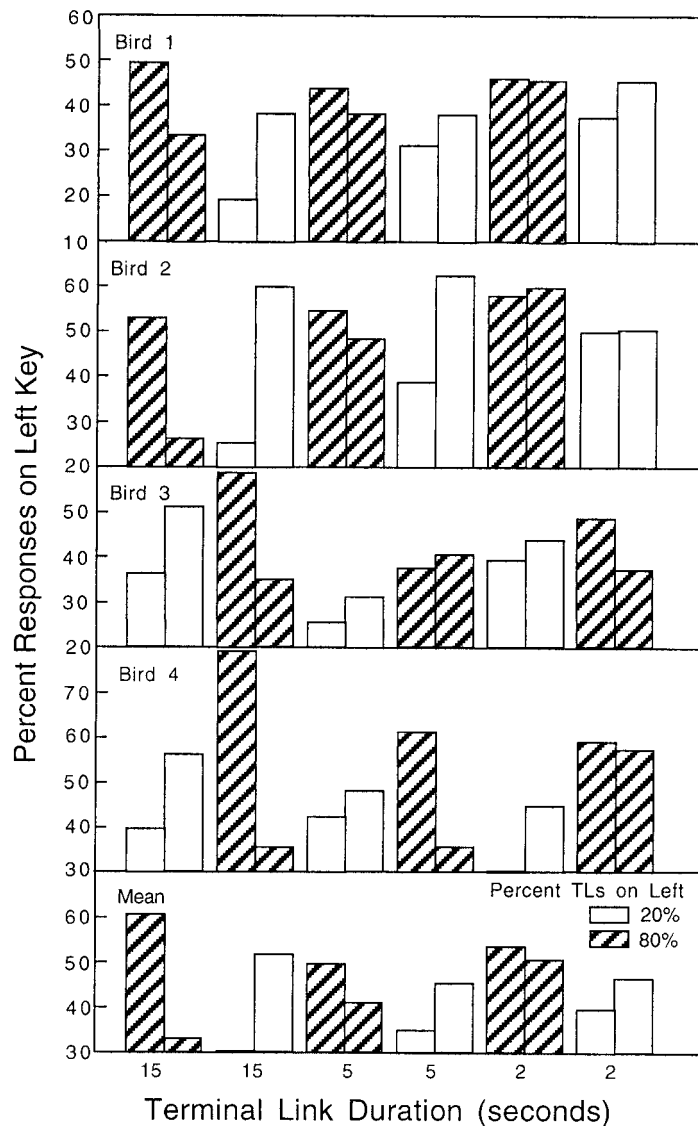 Percent Responses on Left Key
60
Bird 1
50
40
30
20
10
Bird 2
60
50
40
30
20
Bird 3
50
40
30
20
Bird 4
70
60
50
40
30
Mean
Percent TLs on Left
60
20%
80%
50
40
30
15 15 5 5 2 2
Terminal Link Duration (seconds)